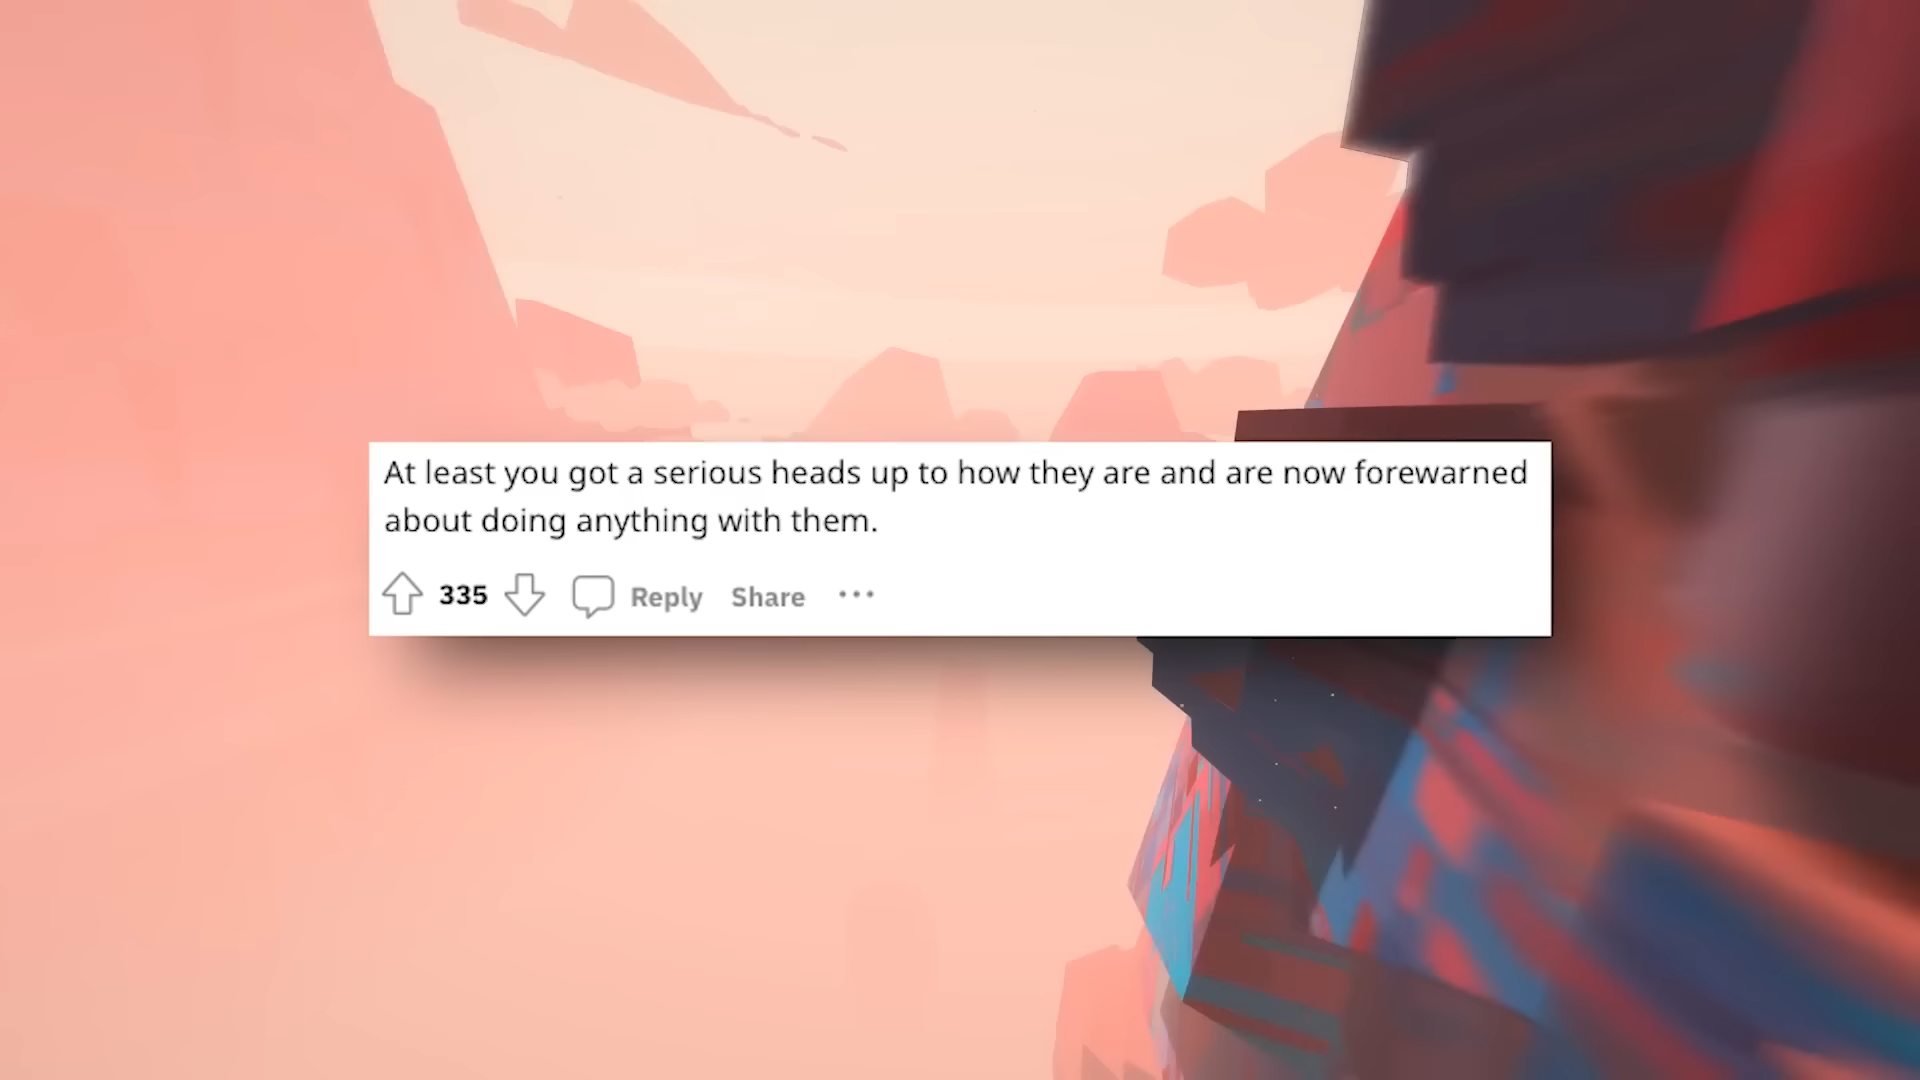 At least you got a serious heads up to how they are and are now forewarned
about doing anything with them.
335 Reply Share ···